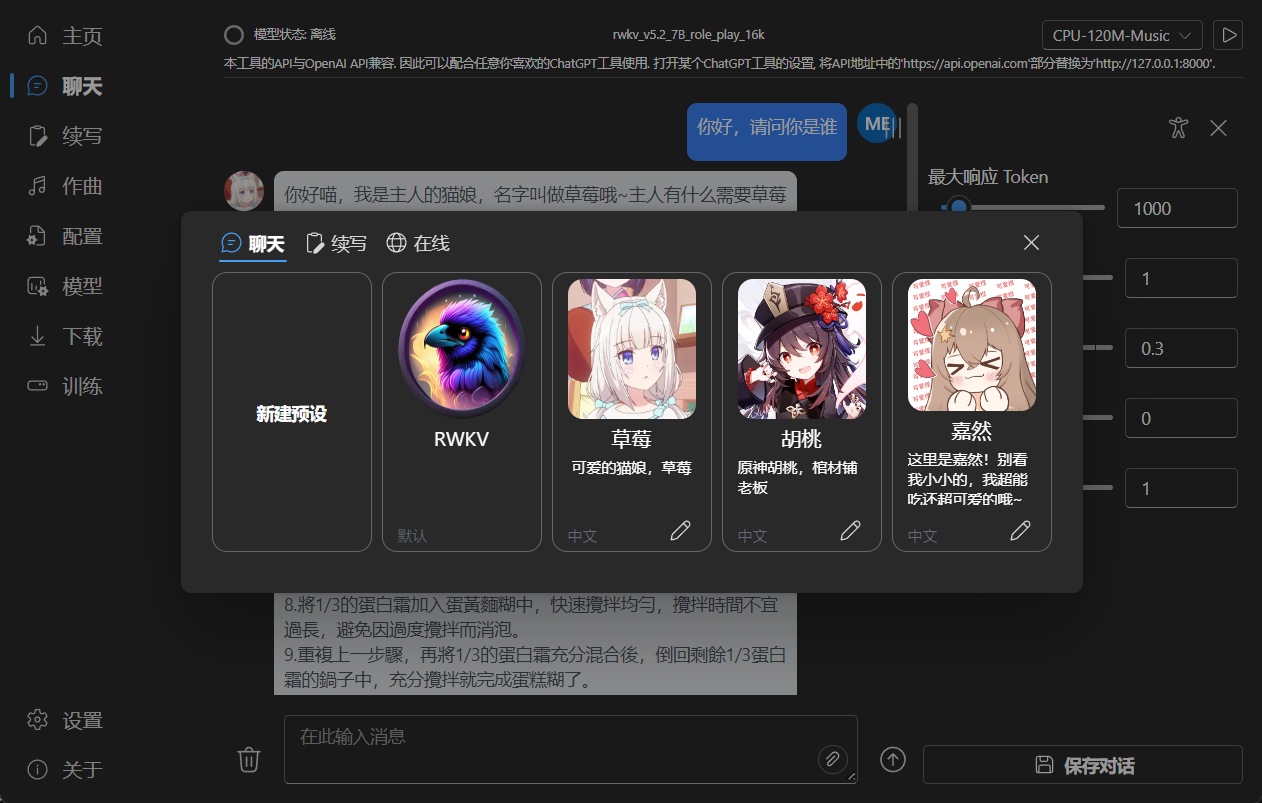 主页
聊天
续写
作曲
配置
模型
下载
训练
设置
关于
模型状态: 离线
rwkv_v5.2_7B_role_play_16k
CPU-120M-Music
本工具的API与OpenAI API兼容. 因此可以配合任意你喜欢的ChatGPT工具使用. 打开某个ChatGPT工具的设置, 将API地址中的'https://api.openai.com'部分替换为'http://127.0.0.1:8000'.
你好，请问你是谁
ME
你好喵，我是主人的猫娘，名字叫做草莓哦~主人有什么需要草莓
最大响应 Token
1000
1
0.3
0
1
聊天
续写
在线
新建预设
RWKV
默认
草莓
可爱的猫娘，草莓
中文
胡桃
原神胡桃，棺材铺
老板
中文
嘉然
这里是嘉然！别看
我小小的，我超能
吃还超可爱的哦~
中文
8.將1/3的蛋白霜加入蛋黃麵糊中，快速攪拌均勻，攪拌時間不宜
過長，避免因過度攪拌而消泡。
9.重複上一步驟，再將1/3的蛋白霜充分混合後，倒回剩餘1/3蛋白
霜的鍋子中，充分攪拌就完成蛋糕糊了。
在此输入消息
保存对话